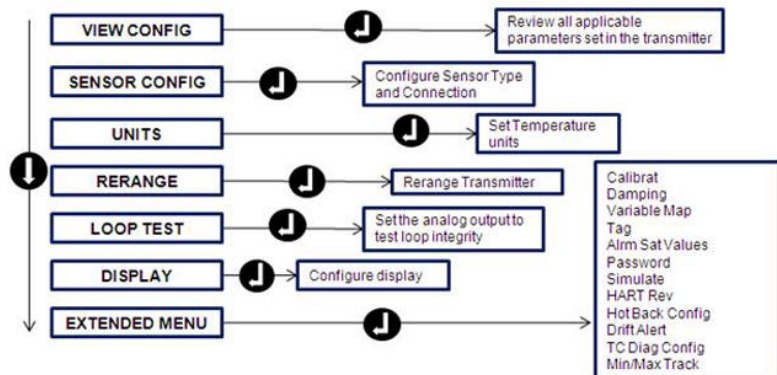 VIEW CONFIG
Review all applicable
parameters set in the transmitter
SENSOR CONFIG
Configure Sensor Type
and Connection
UNITS
Set Temperature
units
RERANGE
Rerange Transmitter
LOOP TEST
Set the analog output to
test loop integrity
DISPLAY
Configure display
EXTENDED MENU
Calibrat
Damping
Variable Map
Tag
Alrm Sat Values
Password
Simulate
HART Rev
Hot Back Config
Drift Alert
TC Diag Config
Min/Max Track